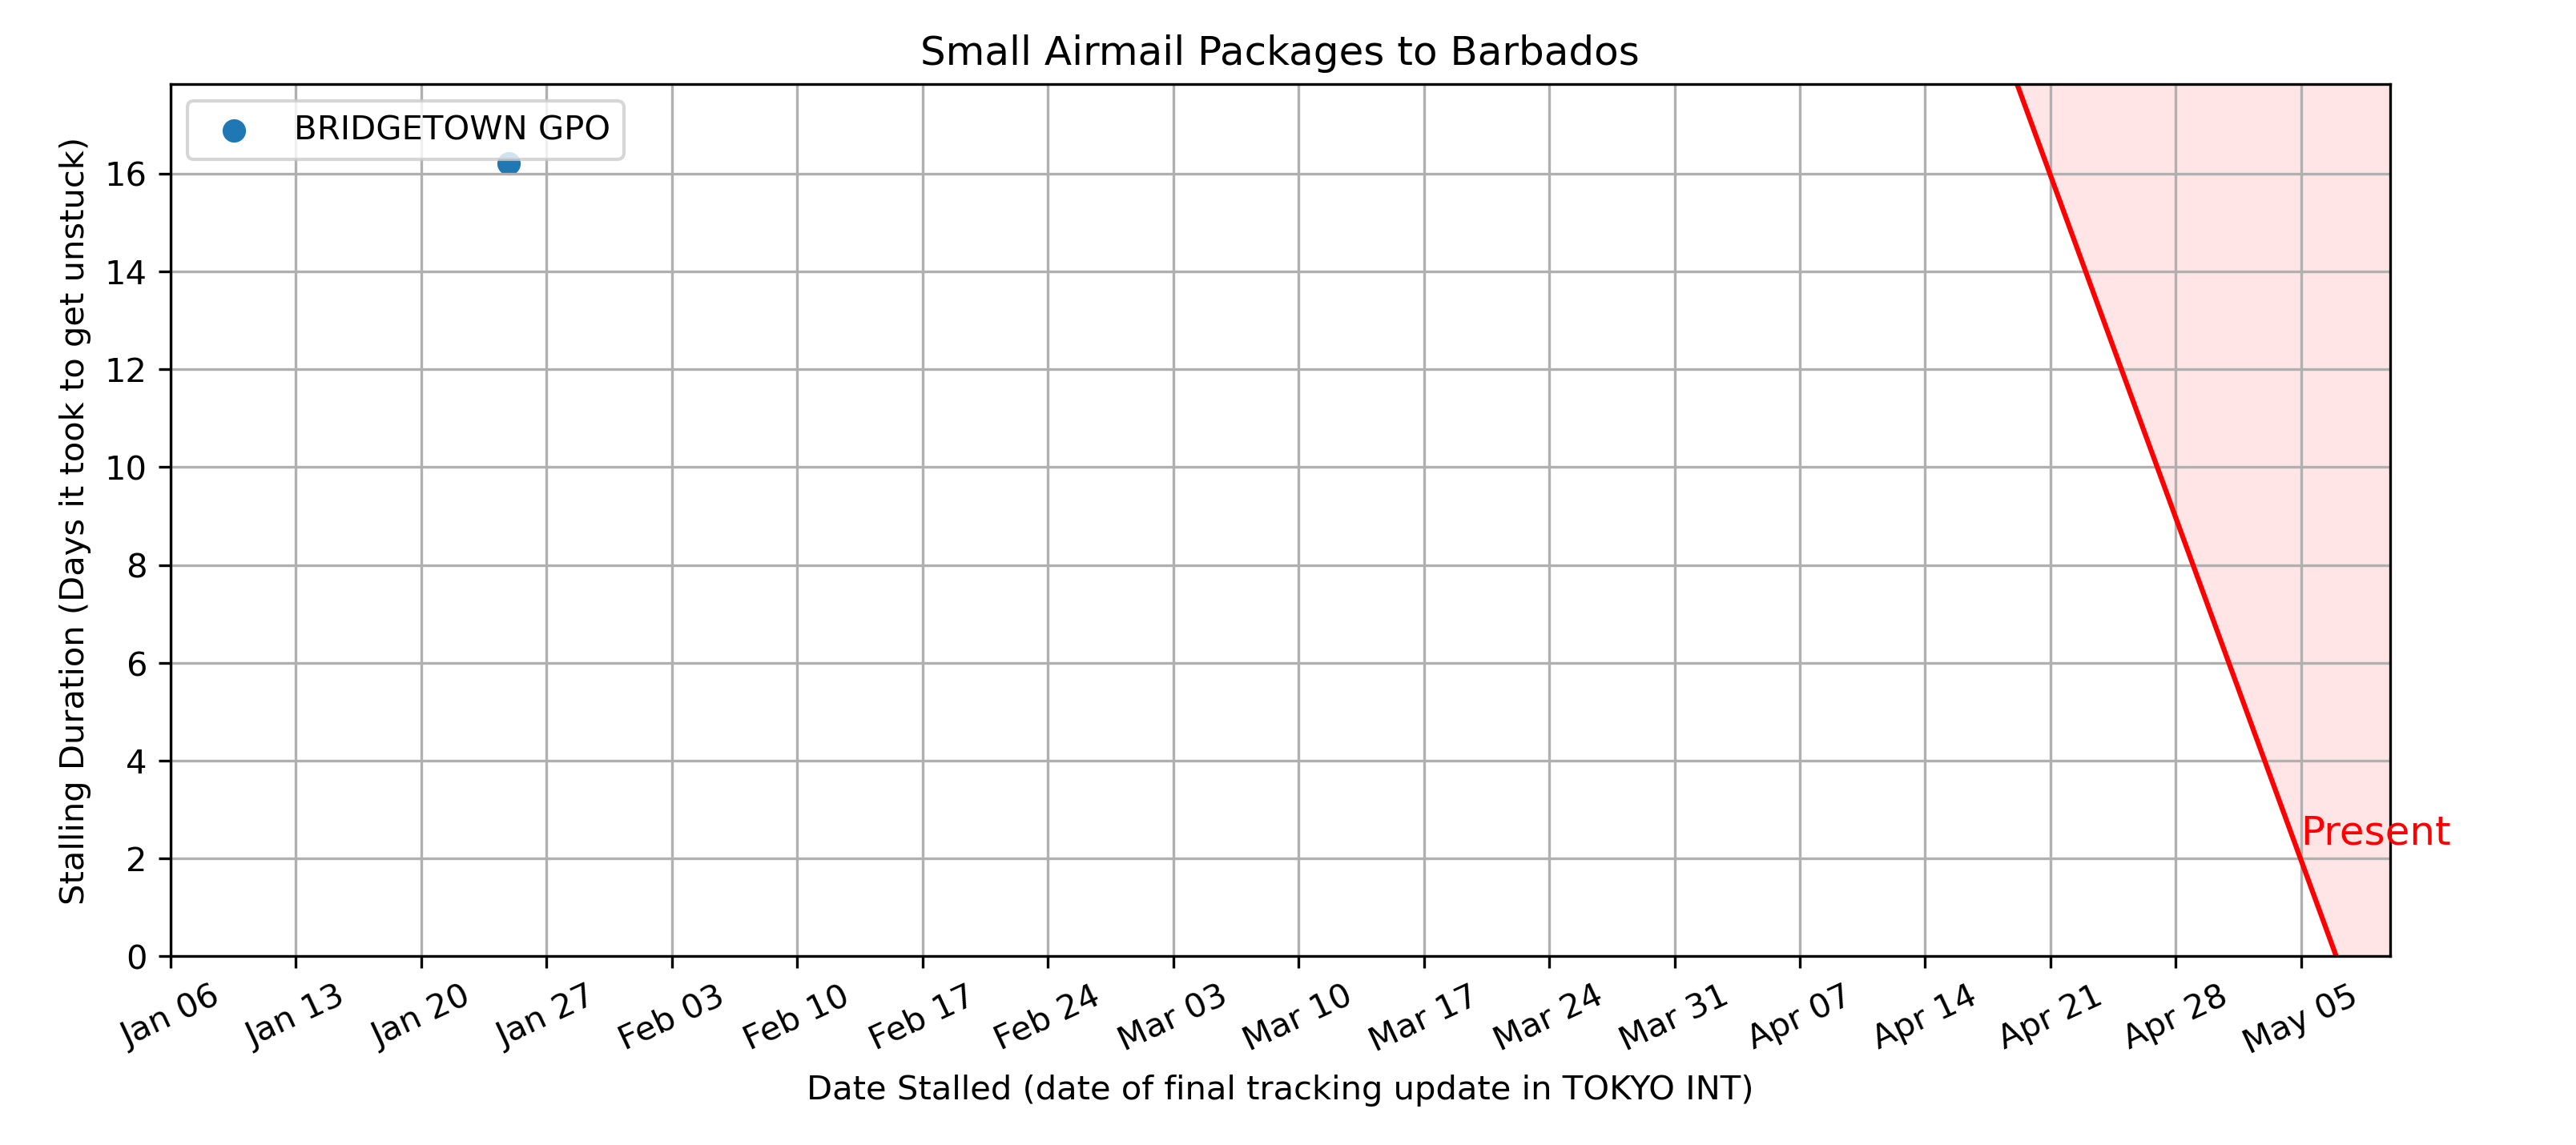 Small Airmail Packages to Barbados
BRIDGETOWN GPO
Stalling Duration (Days it took to get unstuck)
16
14
12
10
8
6
4
2
0
Present
Jan 06 Jan 13 Jan 20 Jan 27 Feb 03 Feb 10 Feb 17 Feb 24 Mar 03 Mar 10 Mar 17 Mar 24 Mar 31 Apr 07 Apr 14 Apr 21 Apr 28 May 05
Date Stalled (date of final tracking update in TOKYO INT)